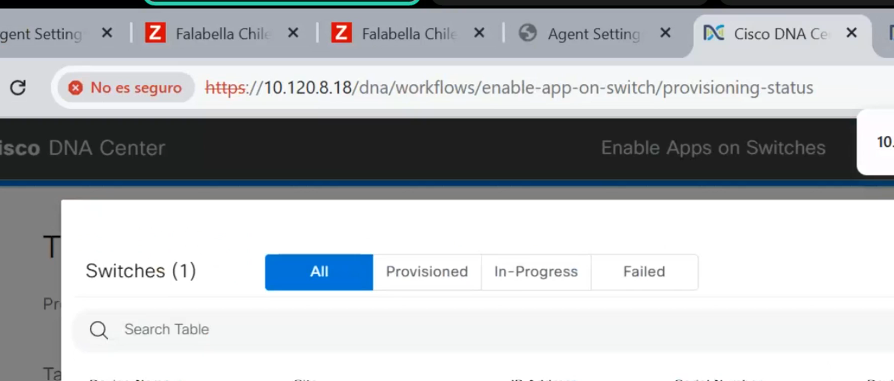 gent Setting
Z Falabella Chile
Z Falabella Chile
Agent Setting
Cisco DNA Ce
No es seguro
https://10.120.8.18/dna/workflows/enable-app-on-switch/provisioning-status
isco DNA Center
Enable Apps on Switches
10.
T
Switches (1)
All
Provisioned
In-Progress
Failed
Pr
Search Table
Ta